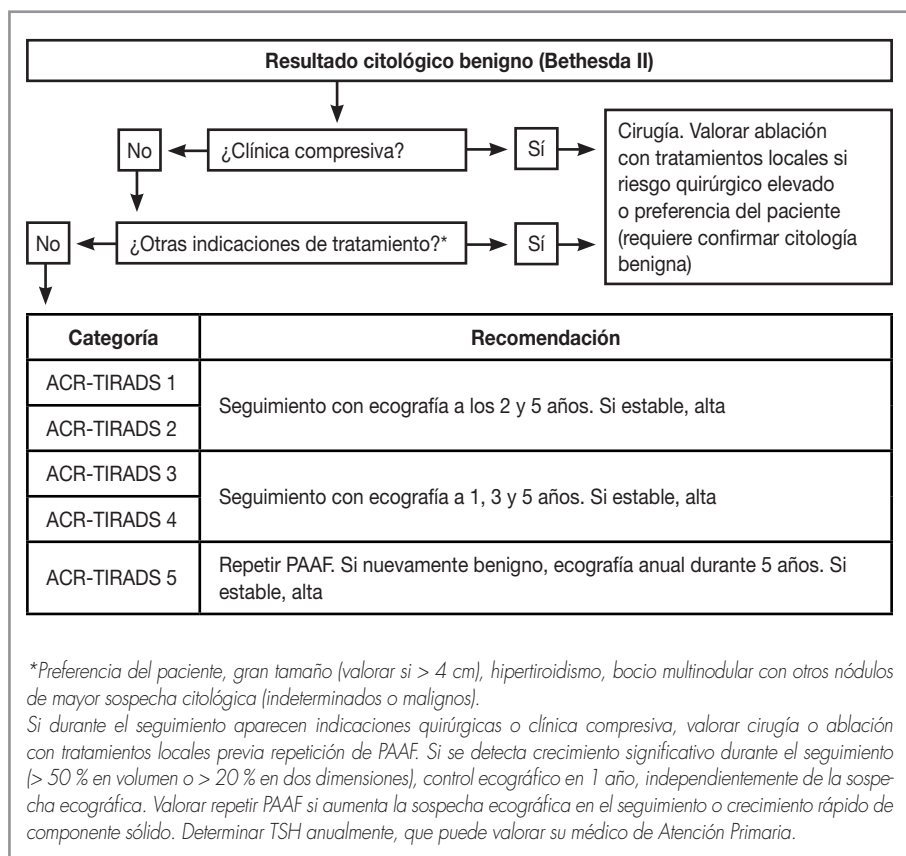 Resultado citológico benigno (Bethesda II)
No
¿Clínica compresiva?
Sí
Cirugía. Valorar ablación
con tratamientos locales si
riesgo quirúrgico elevado
o preferencia del paciente
(requiere confirmar citología
benigna)
No
¿Otras indicaciones de tratamiento?*
Sí
Categoría
Recomendación
ACR-TIRADS 1
ACR-TIRADS 2
Seguimiento con ecografía a los 2 y 5 años. Si estable, alta
ACR-TIRADS 3
ACR-TIRADS 4
Seguimiento con ecografía a 1, 3 y 5 años. Si estable, alta
ACR-TIRADS 5
Repetir PAAF. Si nuevamente benigno, ecografía anual durante 5 años. Si
estable, alta
*Preferencia del paciente, gran tamaño (valorar si > 4 cm), hipertiroidismo, bocio multinodular con otros nódulos
de mayor sospecha citológica (indeterminados o malignos).
Si durante el seguimiento aparecen indicaciones quirúrgicas o clínica compresiva, valorar cirugía o ablación
con tratamientos locales previa repetición de PAAF. Si se detecta crecimiento significativo durante el seguimiento
(> 50 % en volumen o > 20 % en dos dimensiones), control ecográfico en 1 año, independientemente de la sospe-
cha ecográfica. Valorar repetir PAAF si aumenta la sospecha ecográfica en el seguimiento o crecimiento rápido de
componente sólido. Determinar TSH anualmente, que puede valorar su médico de Atención Primaria.